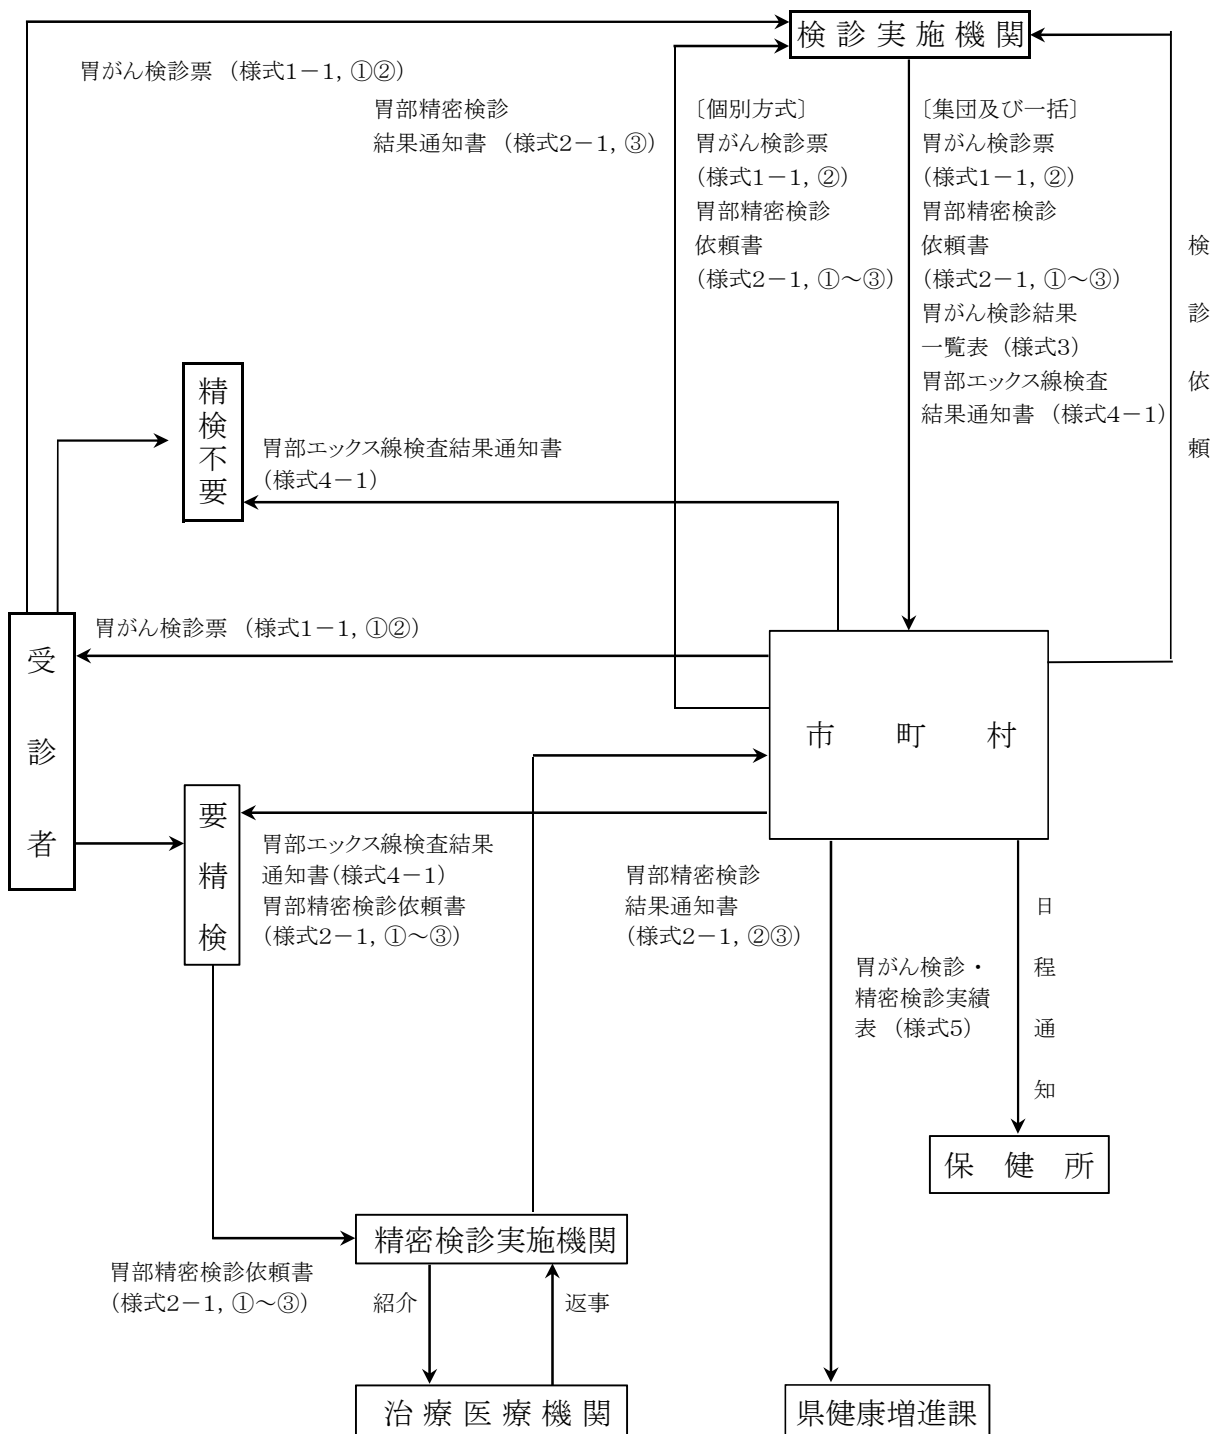 検診実施機関
胃がん検診票 (様式1-1, ①②)
胃部精密検診
結果通知書 (様式2-1, ③)
〔個別方式〕
胃がん検診票
(様式1-1, ②)
胃部精密検診
依頼書
(様式2-1, ①~③)
〔集団及び一括〕
胃がん検診票
(様式1-1, ②)
胃部精密検診
依頼書
(様式2-1, ①~③)
胃がん検診結果
一覧表 (様式3)
胃部エックス線検査
結果通知書 (様式4-1)
検診依頼
精検不要
胃部エックス線検査結果通知書
(様式4-1)
受診者
胃がん検診票 (様式1-1, ①②)
市町村
要精検
胃部エックス線検査結果
通知書(様式4-1)
胃部精密検診依頼書
(様式2-1, ①~③)
胃部精密検診
結果通知書
(様式2-1, ②③)
胃がん検診・
精密検診実績
表 (様式5)
日程通知
保健所
精密検診実施機関
胃部精密検診依頼書
(様式2-1, ①~③)
紹介
返事
治療医療機関
県健康増進課